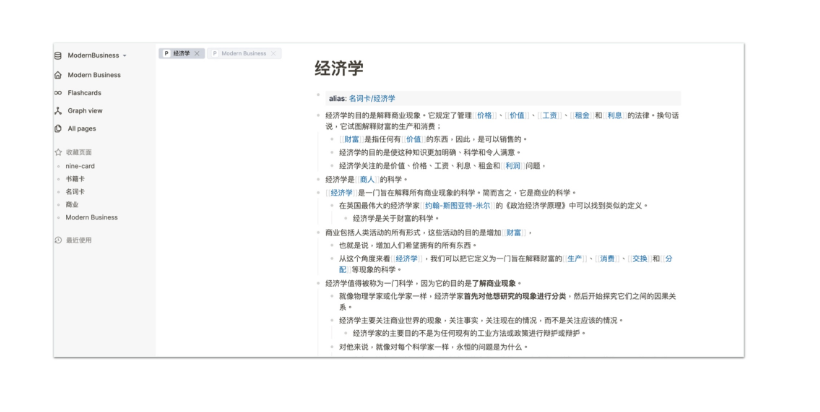 ModernBusiness
Modern Business
Flashcards
Graph view
All pages
收藏页面
nine-card
书籍卡
名词卡
商业
Modern Business
最近使用
P 经济学 ×
P Modern Business ×
经济学
alias: 名词卡/经济学
经济学的目的是解释商业现象。它规定了管理 [[价格]]、[[价值]]、[[工资]]、[[租金]] 和 [[利息]] 的法律。换句话
说，它试图解释财富的生产和消费；
[[财富]] 是指任何有 [[价值]] 的东西，因此，是可以销售的。
经济学的目的是使这种知识更加明确、科学和令人满意。
经济学关注的是价值、价格、工资、利息、租金和 [[利润]] 问题。
经济学是 [[商人]] 的科学。
[[经济学]] 是一门旨在解释所有商业现象的科学。简而言之，它是商业的科学。
在英国最伟大的经济学家 [[约翰-斯图亚特-米尔]] 的《政治经济学原理》中可以找到类似的定义。
经济学是关于财富的科学。
商业包括人类活动的所有形式，这些活动的目的是增加 [[财富]]，
也就是说，增加人们希望拥有的所有东西。
从这个角度来看 [[经济学]]，我们可以把它定义为一门旨在解释财富的 [[生产]]、[[消费]]、[[交换]] 和 [[分
配]] 等现象的科学。
经济学值得被称为一门科学，因为它的目的是了解商业现象。
就像物理学家或化学家一样，经济学家首先对他想研究的现象进行分类，然后开始探究它们之间的因果关
系。
经济学主要关注商业世界的现象，关注事实，关注现在的情况，而不是关注应该的情况。
经济学家的主要目的不是为任何现有的工业方法或政策进行辩护或辩护。
对他来说，就像对每个科学家一样，永恒的问题是为什么。